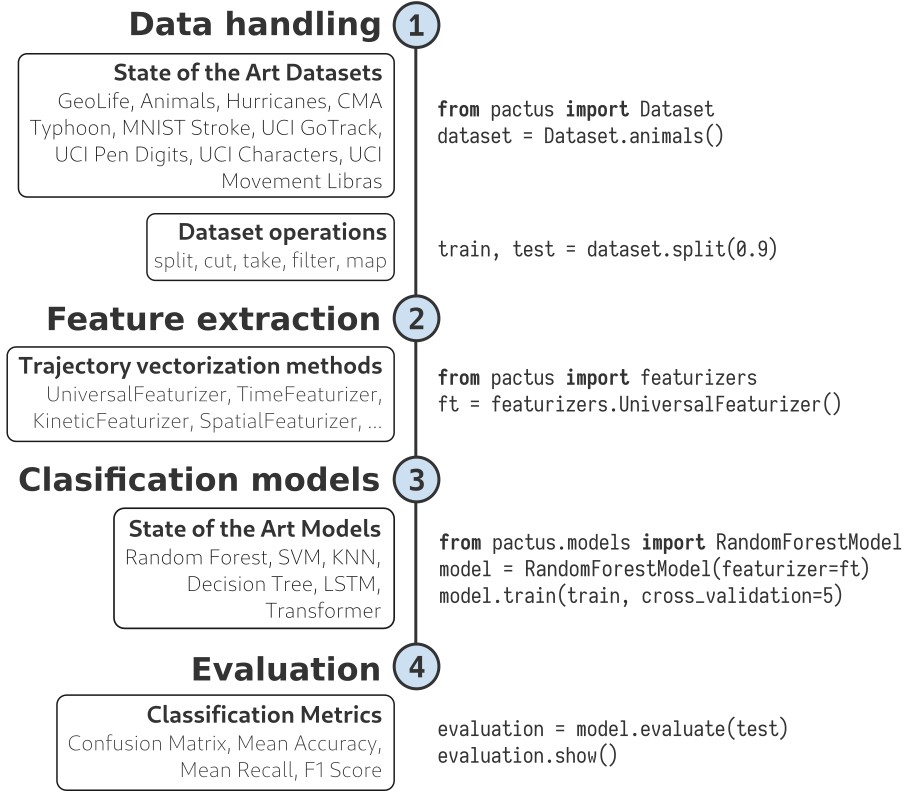 Data handling 1
State of the Art Datasets
GeoLife, Animals, Hurricanes, CMA
Typhoon, MNIST Stroke, UCI GoTrack,
UCI Pen Digits, UCI Characters, UCI
Movement Libras
from pactus import Dataset
dataset = Dataset.animals()
Dataset operations
split, cut, take, filter, map
train, test = dataset.split(0.9)
Feature extraction 2
Trajectory vectorization methods
UniversalFeaturizer, TimeFeaturizer,
KineticFeaturizer, SpatialFeaturizer, ...
from pactus import featurizers
ft = featurizers.UniversalFeaturizer()
Clasification models 3
State of the Art Models
Random Forest, SVM, KNN,
Decision Tree, LSTM,
Transformer
from pactus.models import RandomForestModel
model = RandomForestModel(featurizer=ft)
model.train(train, cross_validation=5)
Evaluation 4
Classification Metrics
Confusion Matrix, Mean Accuracy,
Mean Recall, F1 Score
evaluation = model.evaluate(test)
evaluation.show()